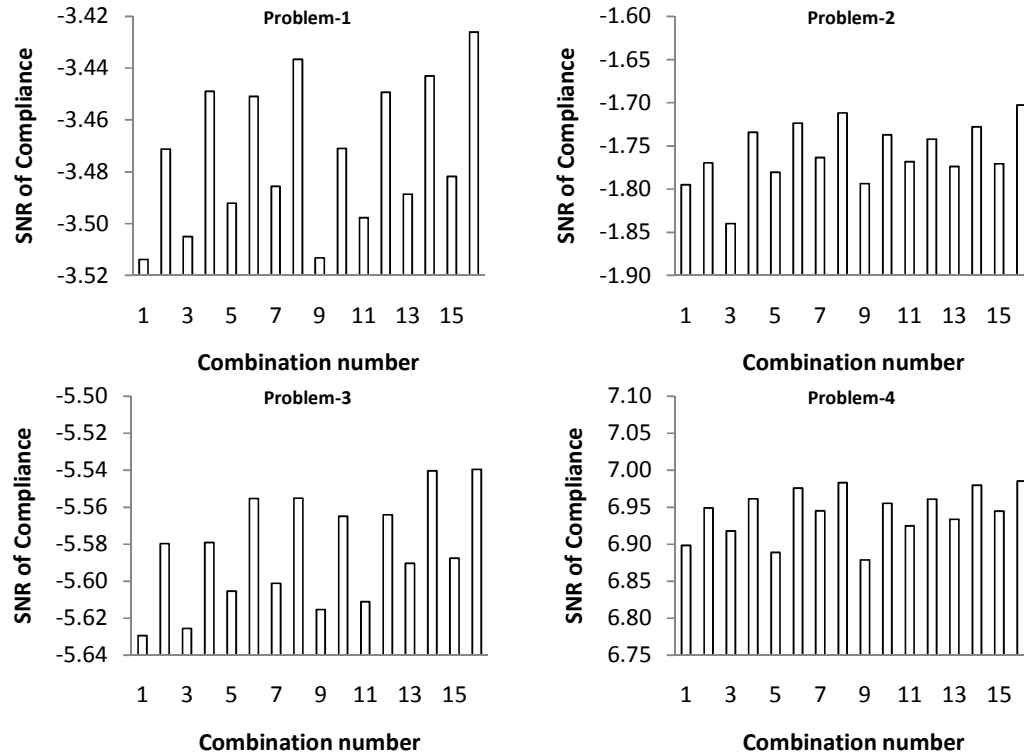 Problem-1
SNR of Compliance
-3.42
-3.44
-3.46
-3.48
-3.50
-3.52
1 3 5 7 9 11 13 15
Combination number
Problem-2
SNR of Compliance
-1.60
-1.65
-1.70
-1.75
-1.80
-1.85
-1.90
1 3 5 7 9 11 13 15
Combination number
Problem-3
SNR of Compliance
-5.50
-5.52
-5.54
-5.56
-5.58
-5.60
-5.62
-5.64
1 3 5 7 9 11 13 15
Combination number
Problem-4
SNR of Compliance
7.10
7.05
7.00
6.95
6.90
6.85
6.80
6.75
1 3 5 7 9 11 13 15
Combination number